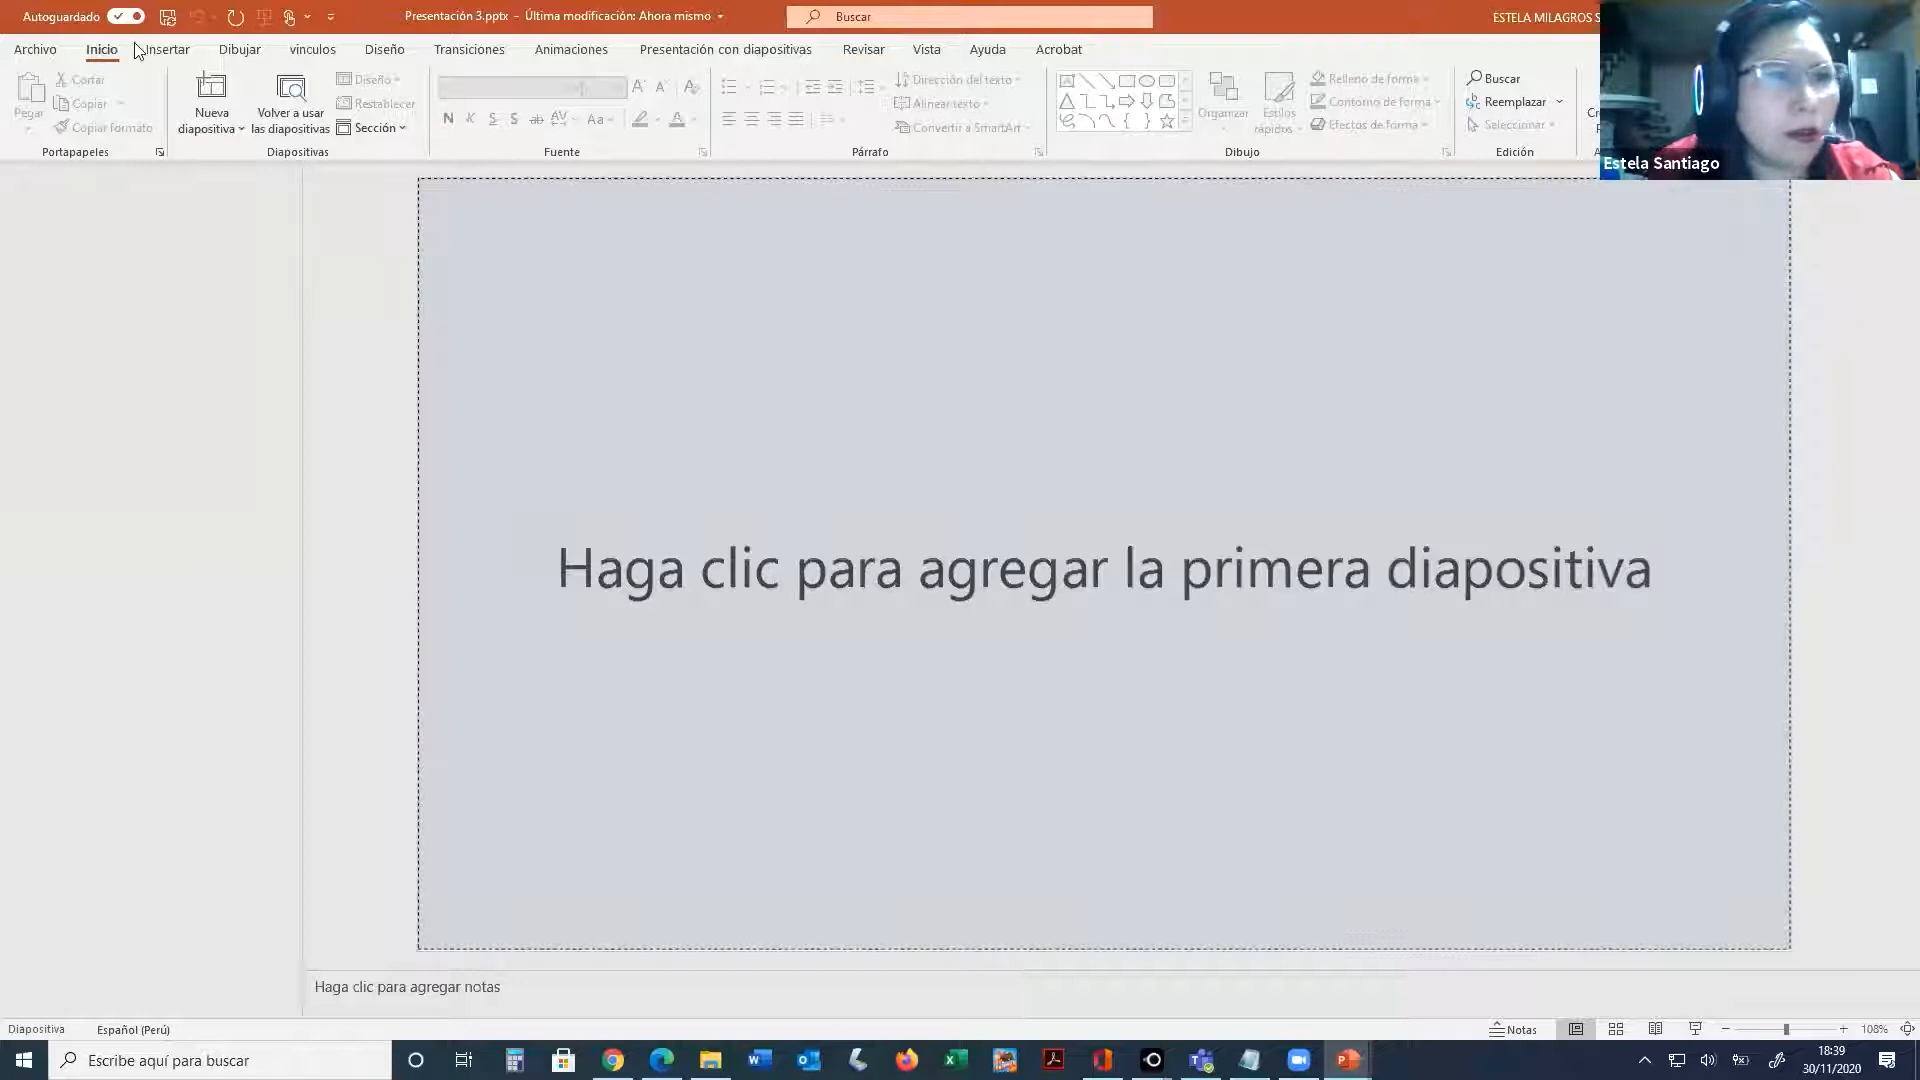 Autoguardado
Presentación 3.pptx - Última modificación: Ahora mismo
Buscar
ESTELA MILAGROS S
Archivo Inicio Insertar Dibujar vinculos Diseño Transiciones Animaciones Presentación con diapositivas Revisar Vista Ayuda Acrobat
Pegar
Cortar
Copiar
Copiar formato
Portapapeles
Nueva
diapositiva
Volver a usar
las diapositivas
Diseño
Restablecer
Sección
Diapositivas
N K S S ab AV Aa A
Fuente
Dirección del texto
Alinear texto
Convertir a SmartArt
Párrafo
Organizar
Estilos
rápidos
Relleno de forma
Contorno de forma
Efectos de forma
Dibujo
Buscar
Reemplazar
Seleccionar
Edición
Estela Santiago
Haga clic para agregar la primera diapositiva
Haga clic para agregar notas
Diapositiva
Español (Perú)
Notas
108%
Escribe aquí para buscar
18:39
30/11/2020